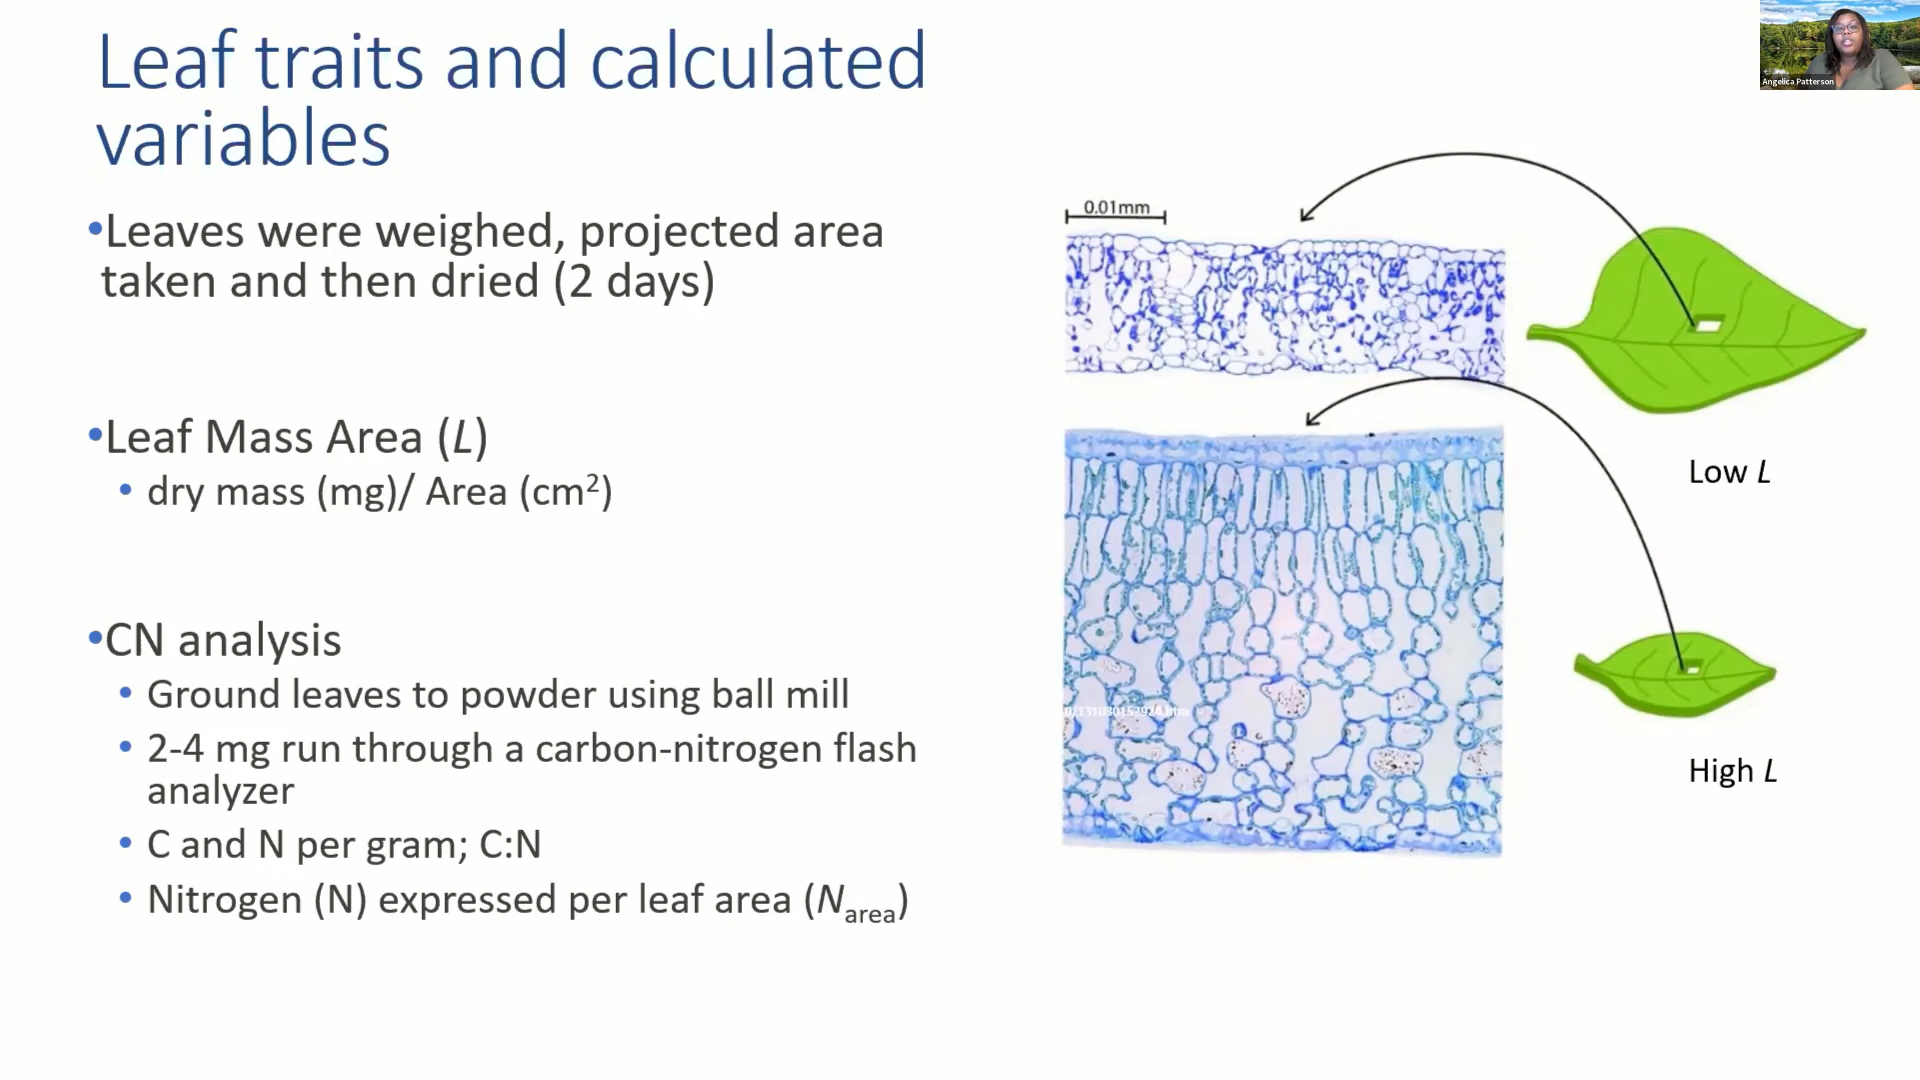 Leaf traits and calculated
variables
•Leaves were weighed, projected area
taken and then dried (2 days)
•Leaf Mass Area (L)
• dry mass (mg)/ Area (cm²)
•CN analysis
• Ground leaves to powder using ball mill
• 2-4 mg run through a carbon-nitrogen flash
analyzer
• C and N per gram; C:N
• Nitrogen (N) expressed per leaf area (Narea)
0.01mm
Low L
High L
Angelica Patterson